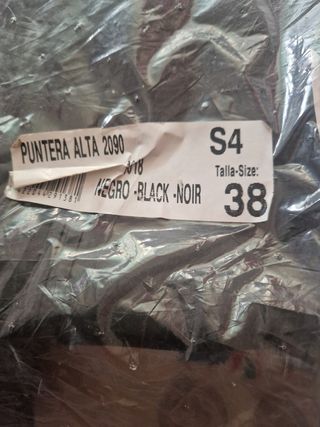 PUNTERA ALTA 2090
S4
Talla-Size:
38
NEGRO -BLACK -NOIR